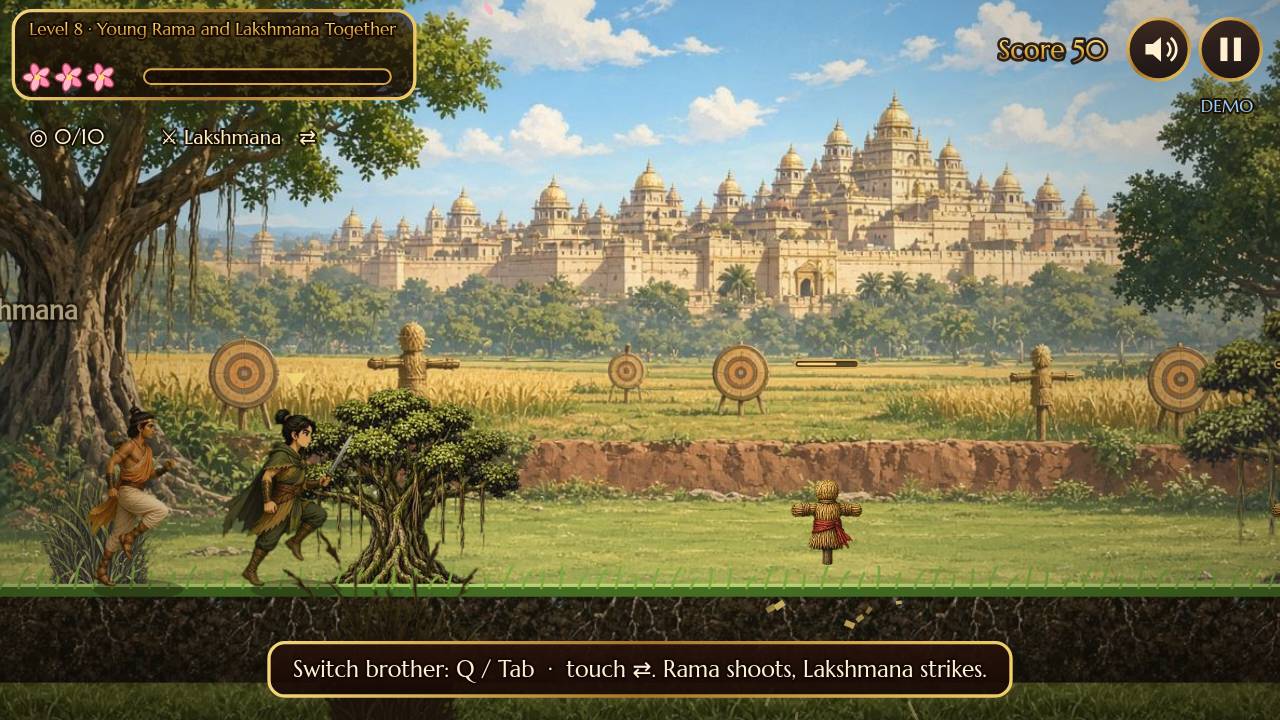 Level 8 · Young Rama and Lakshmana Together
Score 50
DEMO
◎ 0/10 ⚔ Lakshmana ⇄
hmana
Switch brother: Q / Tab · touch ⇄. Rama shoots, Lakshmana strikes.